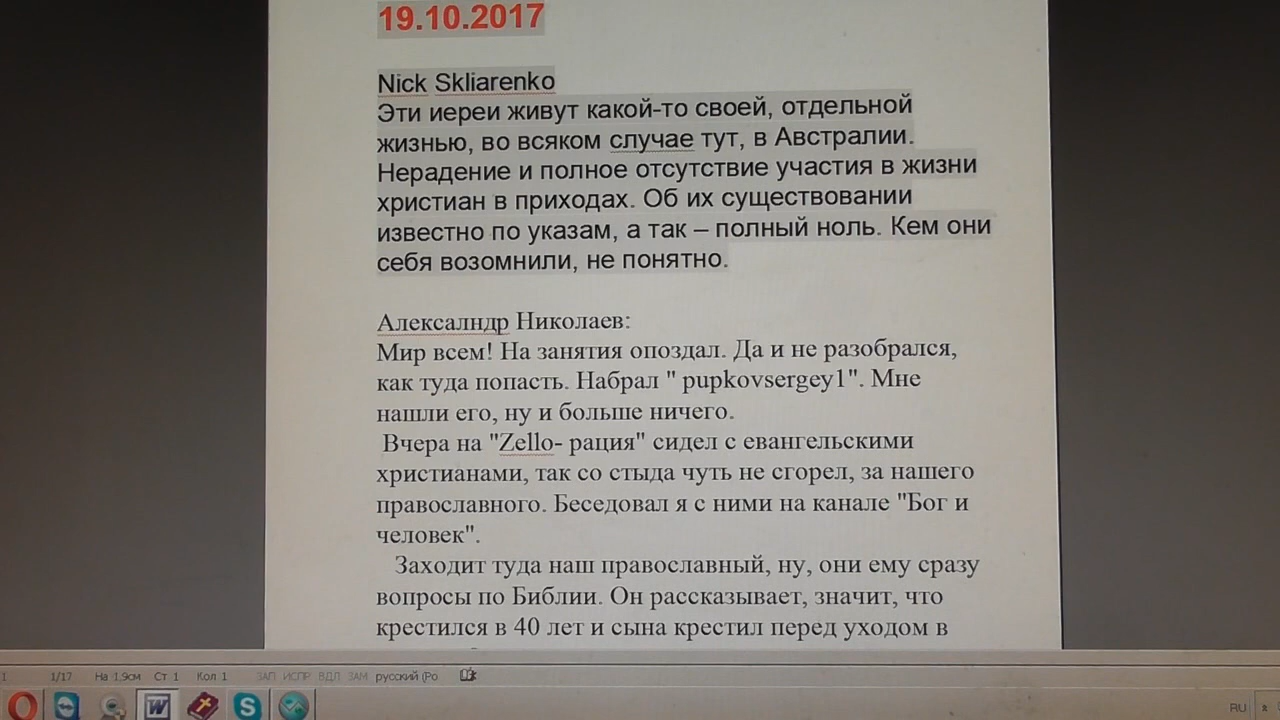 19.10.2017
Nick Skliarenko
Эти иереи живут какой-то своей, отдельной
жизнью, во всяком случае тут, в Австралии.
Нерадение и полное отсутствие участия в жизни
христиан в приходах. Об их существовании
известно по указам, а так – полный ноль. Кем они
себя возомнили, не понятно.
Алексалндр Николаев:
Мир всем! На занятия опоздал. Да и не разобрался,
как туда попасть. Набрал " pupkovsergey1". Мне
нашли его, ну и больше ничего.
Вчера на "Zello- рация" сидел с евангельскими
христианами, так со стыда чуть не сгорел, за нашего
православного. Беседовал я с ними на канале "Бог и
человек".
Заходит туда наш православный, ну, они ему сразу
вопросы по Библии. Он рассказывает, значит, что
крестился в 40 лет и сына крестил перед уходом в
1 1/17 На 1,9см Ст 1 Кол 1 ЗАП ИСПР ВДЛ ЗАМ русский (Ро
RU